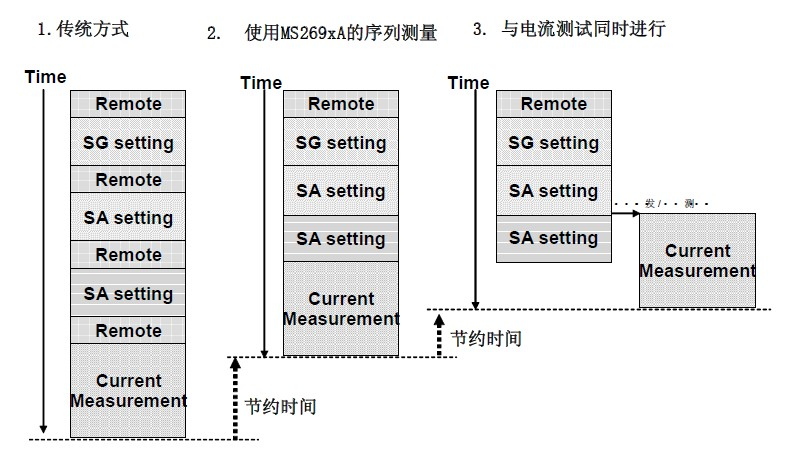 1.传统方式
2. 使用MS269xA的序列测量
3. 与电流测试同时进行
Time
Remote
SG setting
Remote
SA setting
Remote
SA setting
Remote
Current
Measurement
节约时间
Time
Remote
SG setting
SA setting
SA setting
Current
Measurement
节约时间
Time
Remote
SG setting
SA setting
SA setting
发/ 测
Current
Measurement